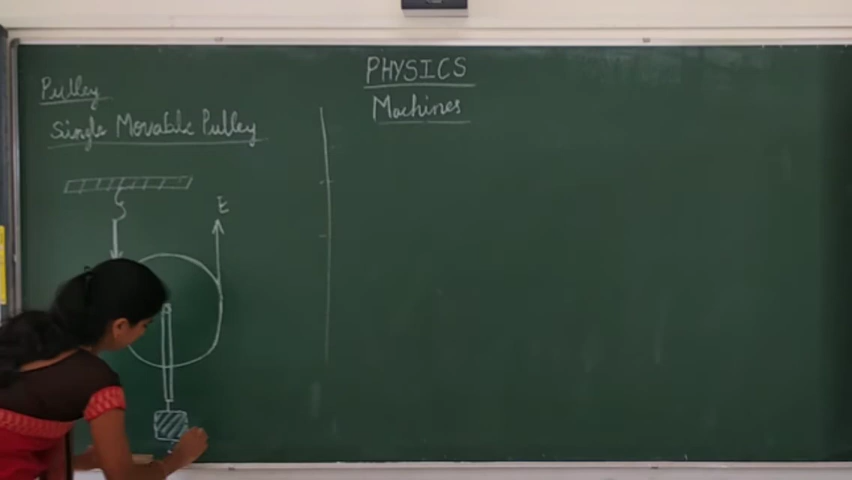 PHYSICS
Machines
Pulley
Single Movable Pulley
E